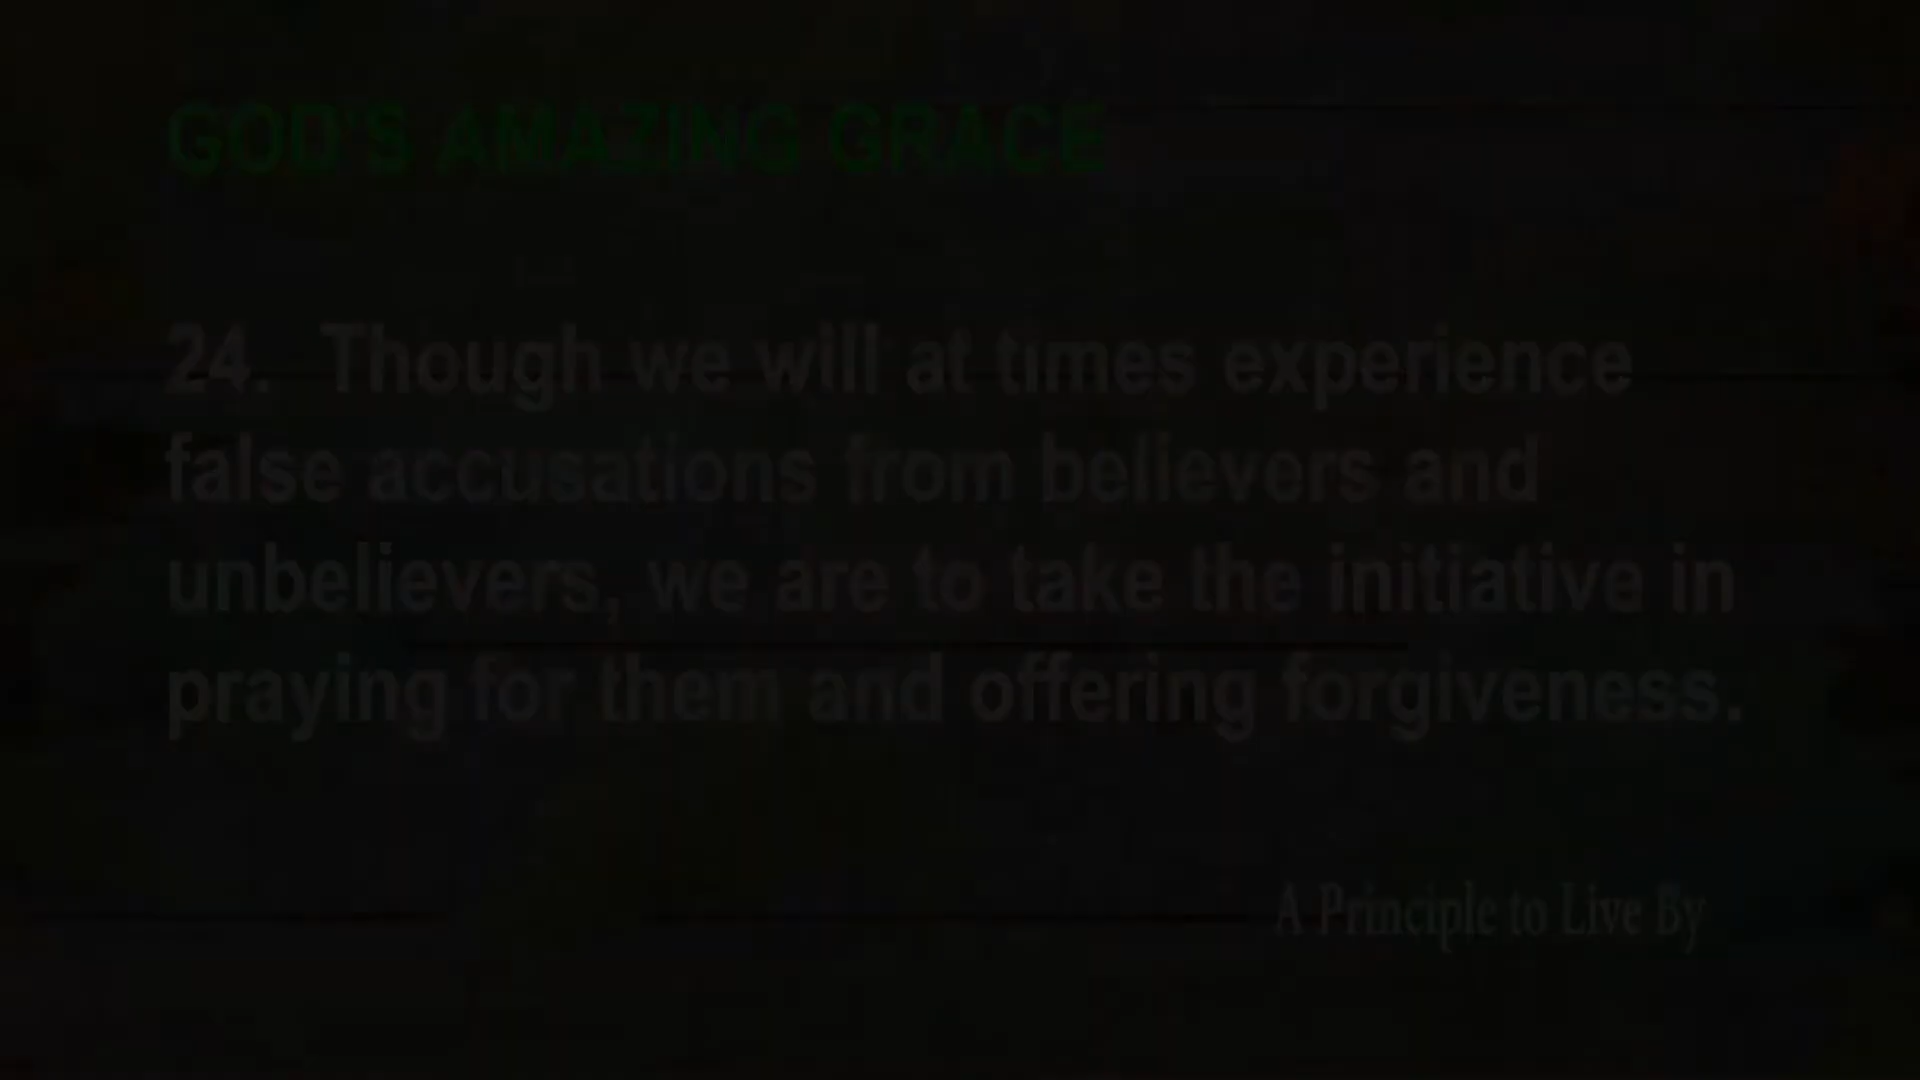 GOD'S AMAZING GRACE
24. Though we will at times experience
false accusations from believers and
unbelievers, we are to take the initiative in
praying for them and offering forgiveness.
A Principle to Live By